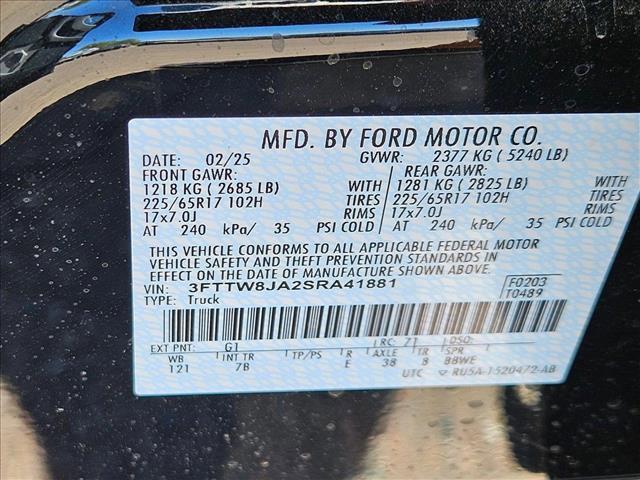 MFD. BY FORD MOTOR CO.
DATE: 02/25 GVWR: 2377 KG ( 5240 LB)
FRONT GAWR: REAR GAWR:
1218 KG ( 2685 LB) WITH 1281 KG ( 2825 LB) WITH
225/65R17 102H TIRES 225/65R17 102H TIRES
17x7.0J RIMS 17x7.0J RIMS
AT 240 kPa/ 35 PSI COLD AT 240 kPa/ 35 PSI COLD
THIS VEHICLE CONFORMS TO ALL APPLICABLE FEDERAL MOTOR
VEHICLE SAFETY AND THEFT PREVENTION STANDARDS IN
EFFECT ON THE DATE OF MANUFACTURE SHOWN ABOVE.
VIN: 3FTTW8JA2SRA41881 F0203
TYPE: Truck T0489
EXT PNT: G1 RC: 71 DSO:
WB INT TR TP/PS R AXLE TR SPR
121 7B E 38 8 BBWE
UTC RU5A-1520472-AB